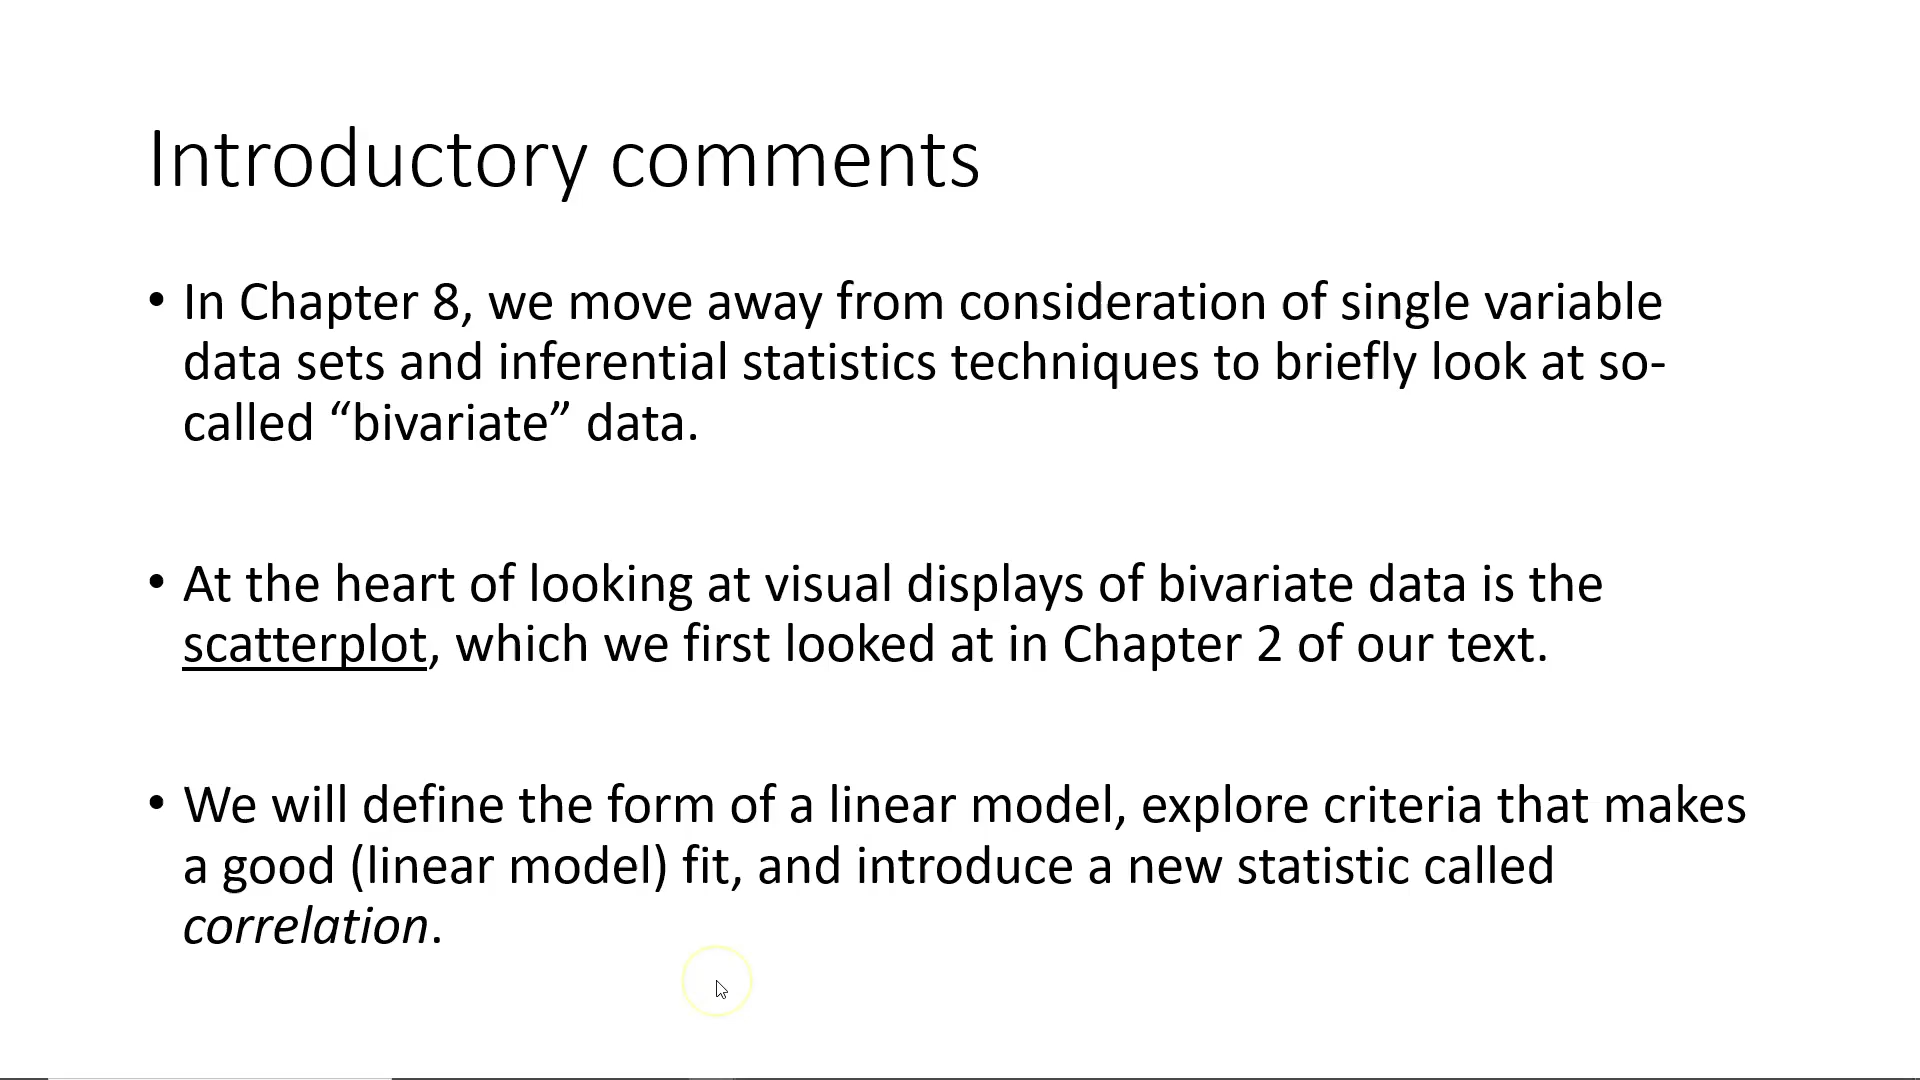 Introductory comments
• In Chapter 8, we move away from consideration of single variable
data sets and inferential statistics techniques to briefly look at so-
called “bivariate” data.
• At the heart of looking at visual displays of bivariate data is the
scatterplot, which we first looked at in Chapter 2 of our text.
• We will define the form of a linear model, explore criteria that makes
a good (linear model) fit, and introduce a new statistic called
correlation.